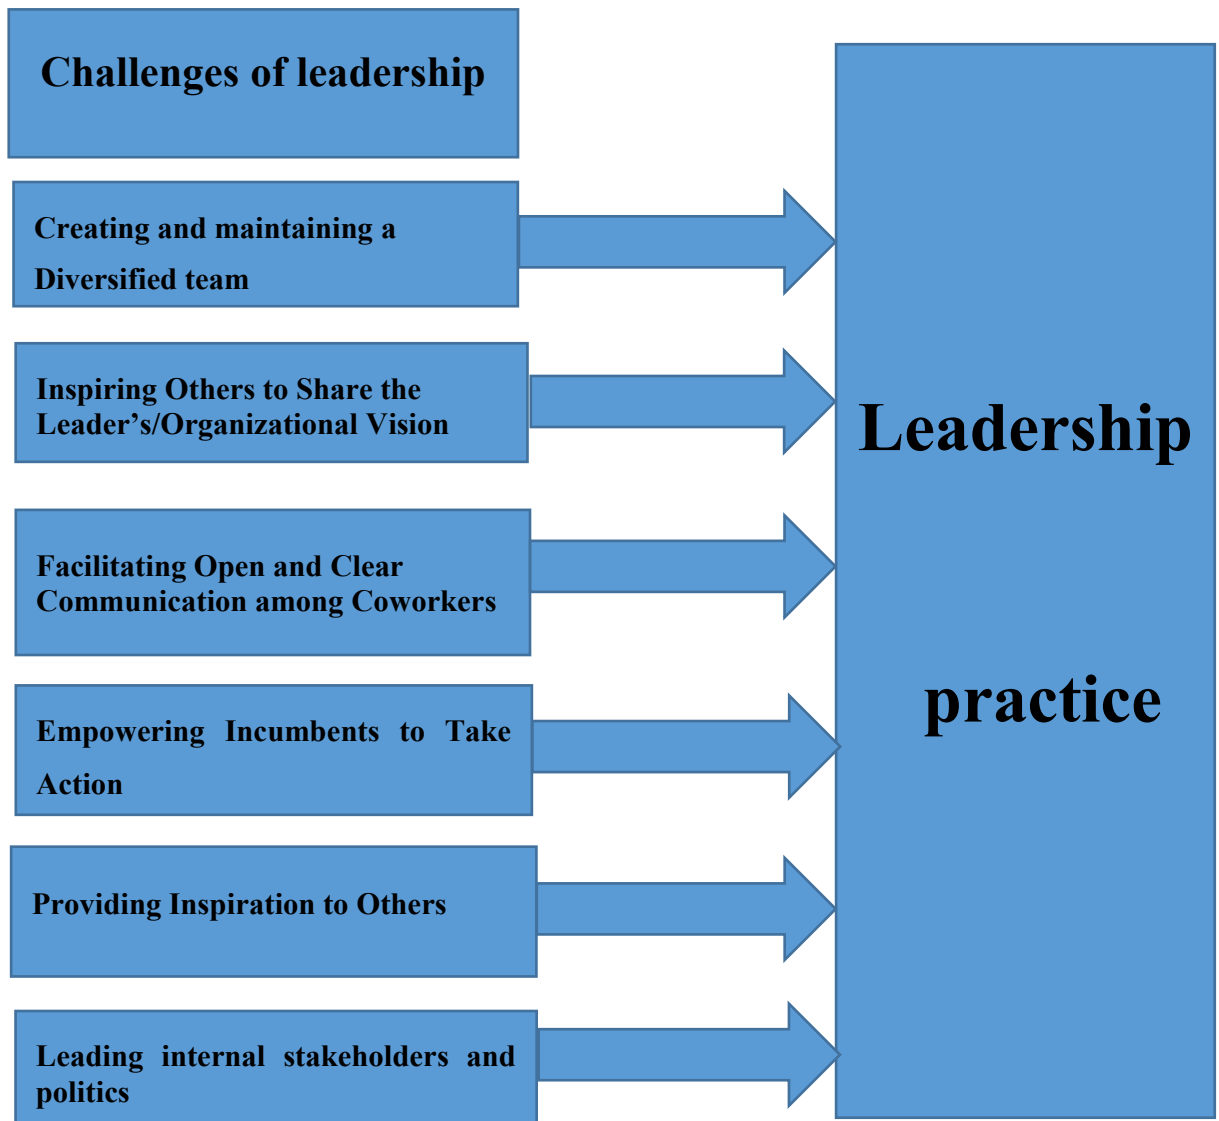 Challenges of leadership
Creating and maintaining a
Diversified team
Inspiring Others to Share the
Leader’s/Organizational Vision
Facilitating Open and Clear
Communication among Coworkers
Empowering Incumbents to Take
Action
Providing Inspiration to Others
Leading internal stakeholders and
politics
Leadership
practice